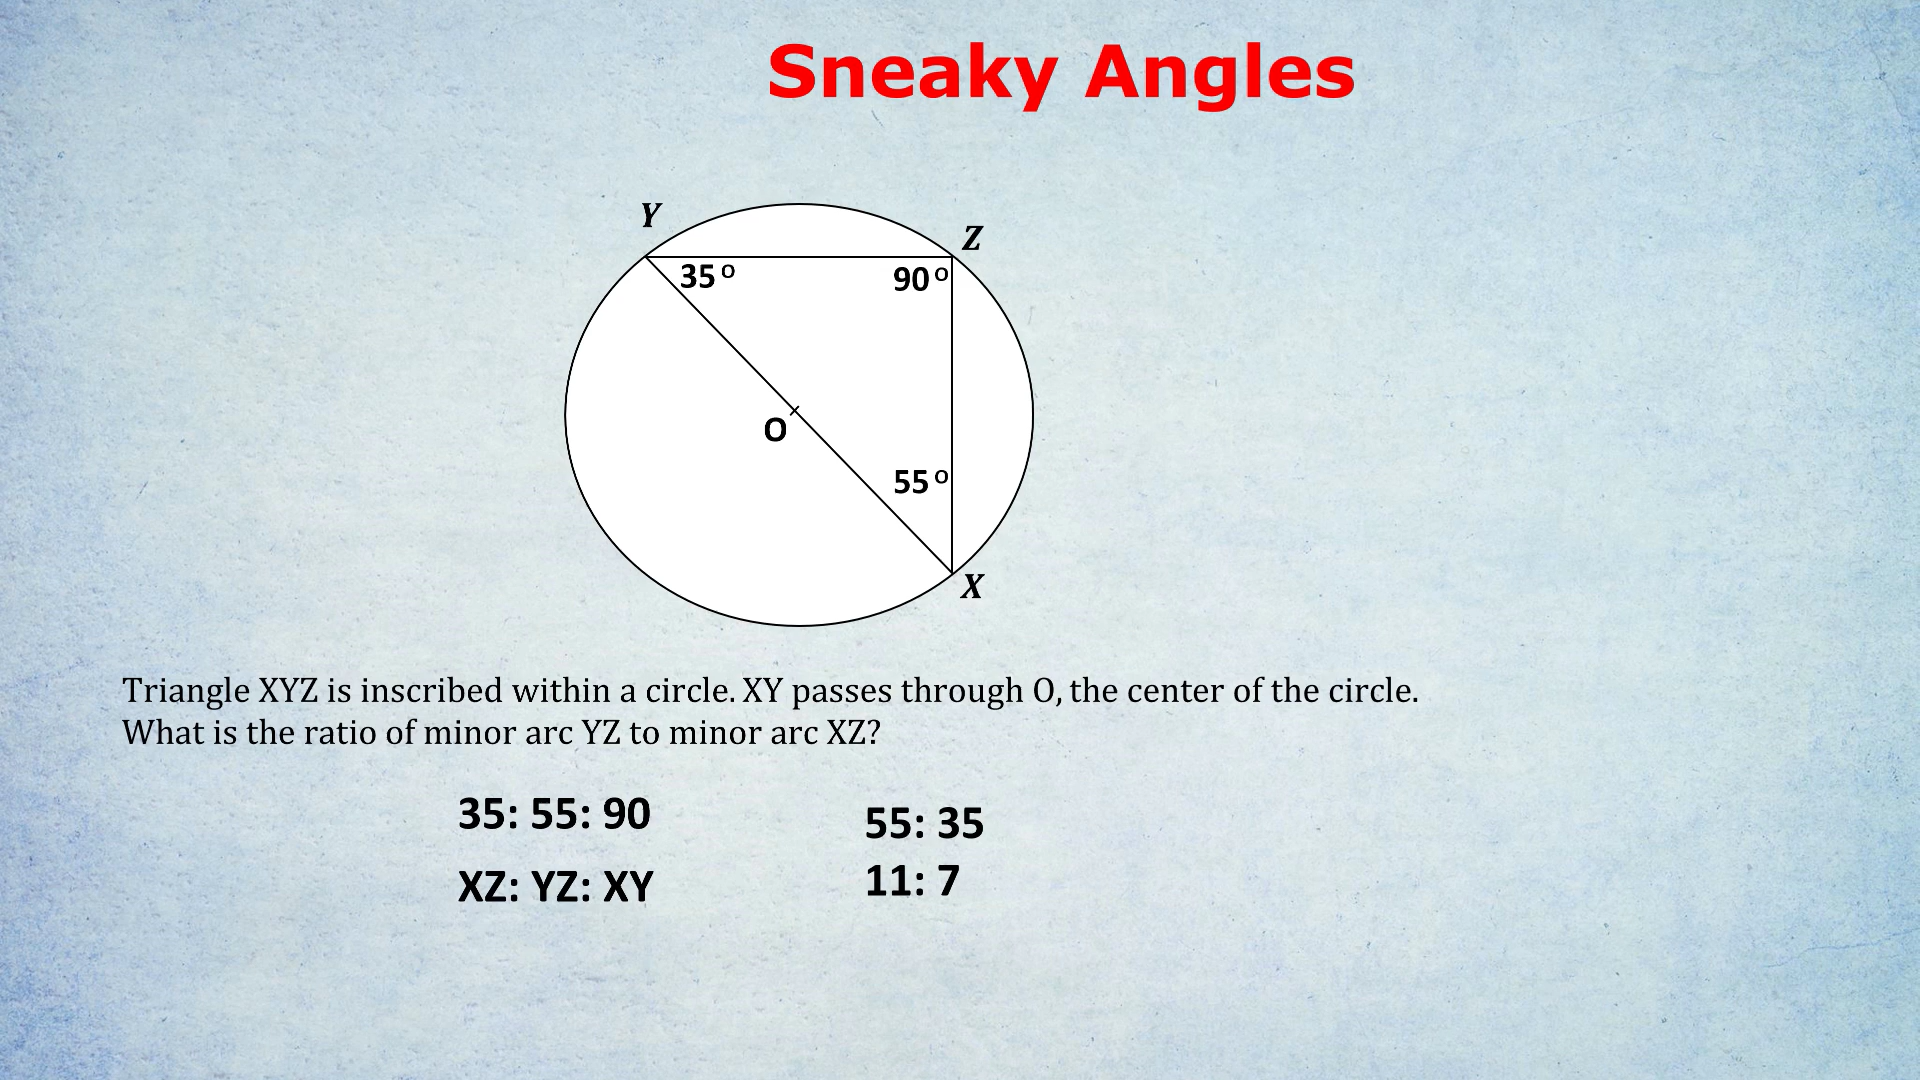 Sneaky Angles
Y
Z
35°
90°
O
55°
X
Triangle XYZ is inscribed within a circle. XY passes through O, the center of the circle.
What is the ratio of minor arc YZ to minor arc XZ?
35: 55: 90
55: 35
XZ: YZ: XY
11: 7